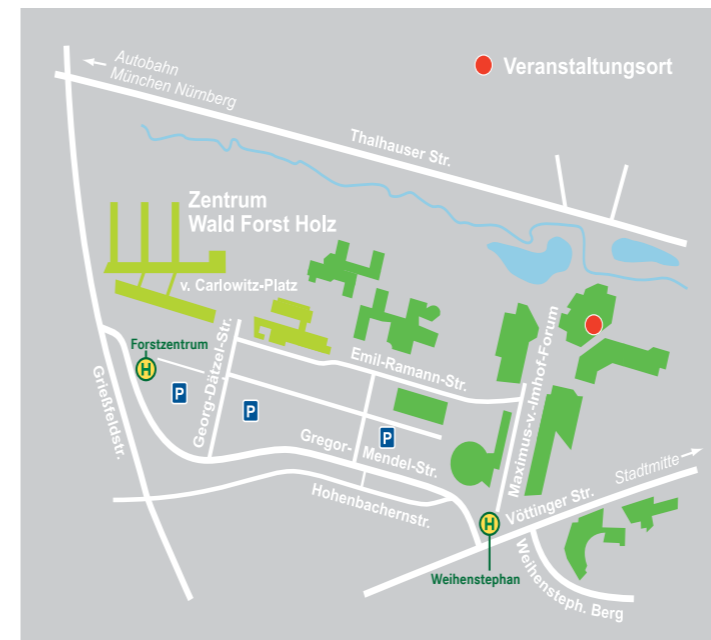 Autobahn
München Nürnberg
Veranstaltungsort
Thalhauser Str.
Zentrum
Wald Forst Holz
v. Carlowitz-Platz
Forstzentrum
H
P
P
P
Grießfeldstr.
Georg-Dätzel-Str.
Emil-Ramann-Str.
Maximus-v.-Imhof-Forum
Gregor-
Mendel-Str.
Hohenbachernstr.
Stadtmitte
Vöttinger Str.
H
Weihenstephan
Weihensteph. Berg